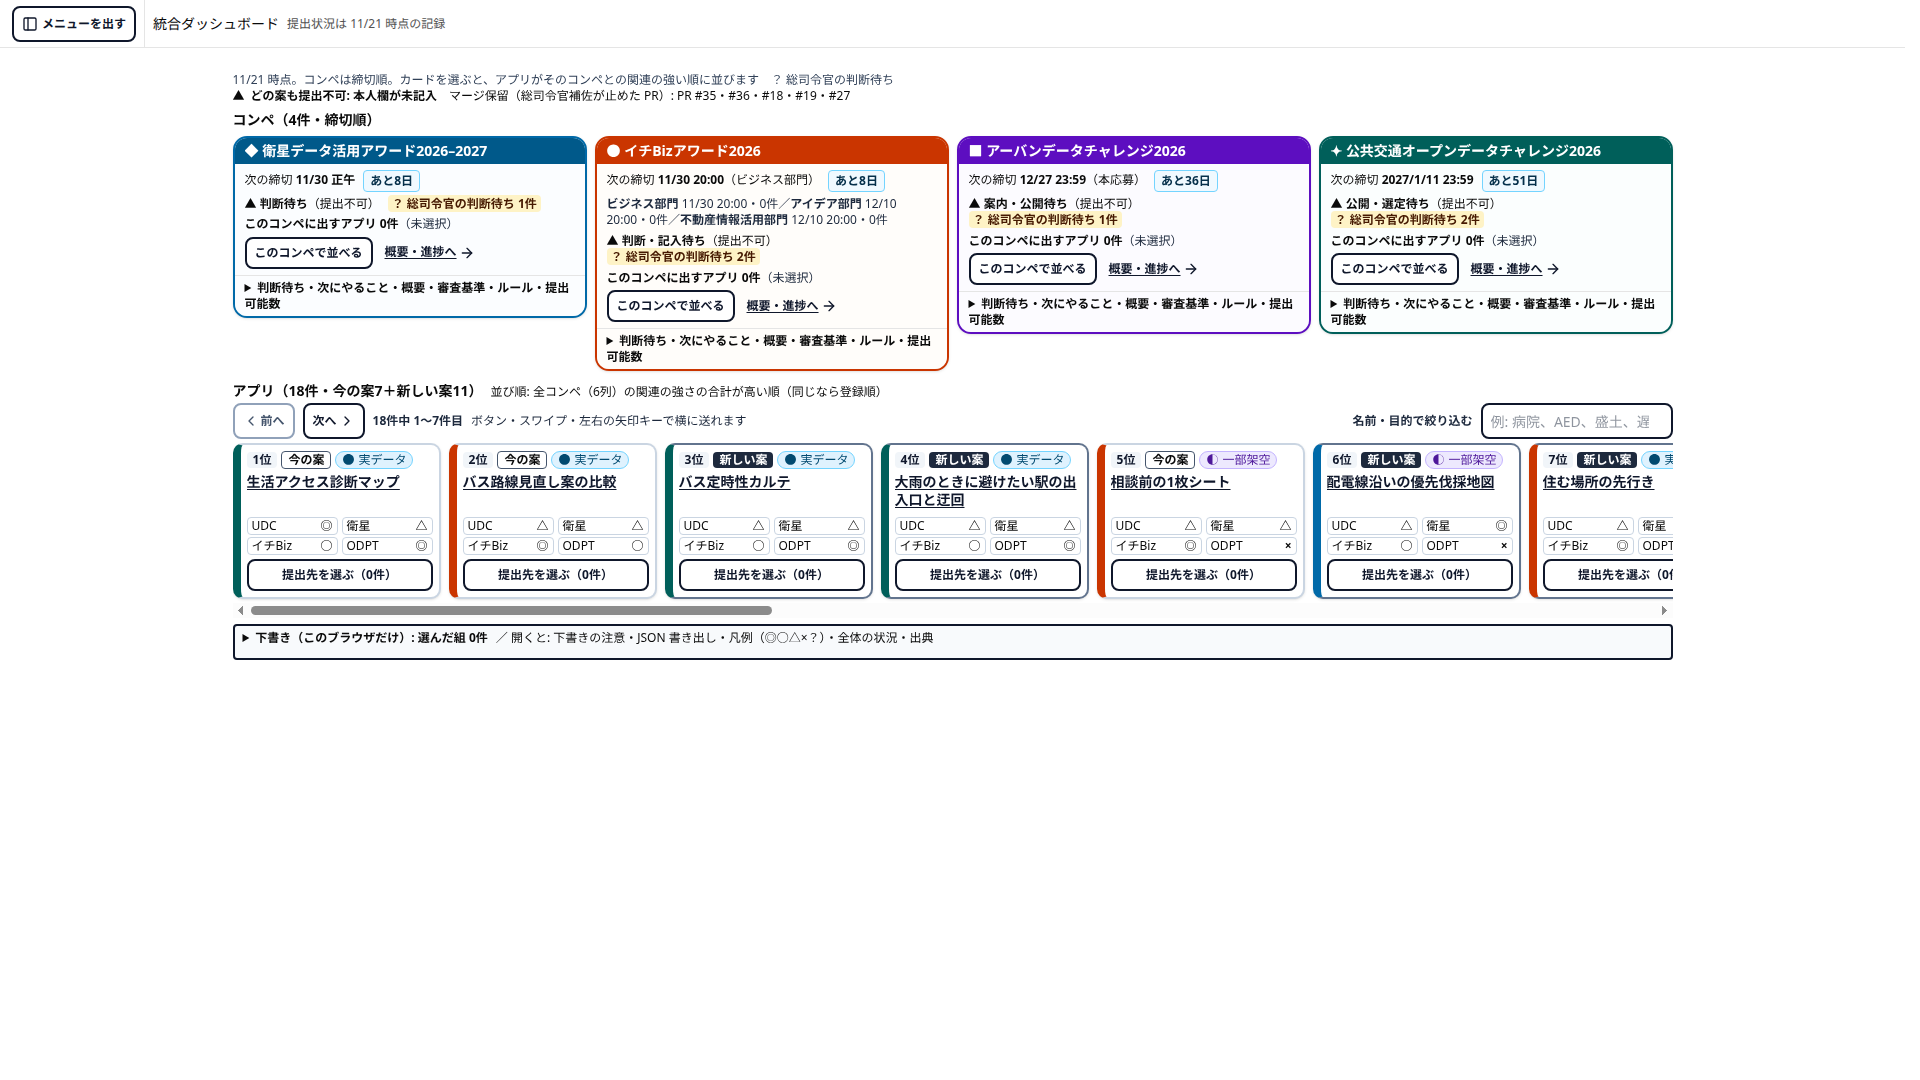 メニューを出す
統合ダッシュボード 提出状況は 11/21 時点の記録
11/21 時点。コンペは締切順。カードを選ぶと、アプリがそのコンペとの関連の強い順に並びます ？ 総司令官の判断待ち
▲ どの案も提出不可: 本人欄が未記入 マージ保留（総司令官補佐が止めた PR）: PR #35・#36・#18・#19・#27
コンペ（4件・締切順）
◆ 衛星データ活用アワード2026–2027
次の締切 11/30 正午 あと8日
▲ 判断待ち（提出不可） ？ 総司令官の判断待ち 1件
このコンペに出すアプリ 0件（未選択）
このコンペで並べる 概要・進捗へ →
▶ 判断待ち・次にやること・概要・審査基準・ルール・提出
可能数
● イチBizアワード2026
次の締切 11/30 20:00（ビジネス部門） あと8日
ビジネス部門 11/30 20:00・0件／アイデア部門 12/10
20:00・0件／不動産情報活用部門 12/10 20:00・0件
▲ 判断・記入待ち（提出不可）
？ 総司令官の判断待ち 2件
このコンペに出すアプリ 0件（未選択）
このコンペで並べる 概要・進捗へ →
▶ 判断待ち・次にやること・概要・審査基準・ルール・提出
可能数
■ アーバンデータチャレンジ2026
次の締切 12/27 23:59（本応募） あと36日
▲ 案内・公開待ち（提出不可）
？ 総司令官の判断待ち 1件
このコンペに出すアプリ 0件（未選択）
このコンペで並べる 概要・進捗へ →
▶ 判断待ち・次にやること・概要・審査基準・ルール・提出
可能数
✦ 公共交通オープンデータチャレンジ2026
次の締切 2027/1/11 23:59 あと51日
▲ 公開・選定待ち（提出不可）
？ 総司令官の判断待ち 2件
このコンペに出すアプリ 0件（未選択）
このコンペで並べる 概要・進捗へ →
▶ 判断待ち・次にやること・概要・審査基準・ルール・提出
可能数
アプリ（18件・今の案7＋新しい案11） 並び順: 全コンペ（6列）の関連の強さの合計が高い順（同じなら登録順）
前へ 次へ 18件中 1〜7件目 ボタン・スワイプ・左右の矢印キーで横に送れます 名前・目的で絞り込む 例: 病院、AED、盛土、遅
1位 今の案 ● 実データ
生活アクセス診断マップ
UDC ◎ 衛星 △
イチBiz ○ ODPT ◎
提出先を選ぶ（0件）
2位 今の案 ● 実データ
バス路線見直し案の比較
UDC △ 衛星 △
イチBiz ◎ ODPT ○
提出先を選ぶ（0件）
3位 新しい案 ● 実データ
バス定時性カルテ
UDC △ 衛星 △
イチBiz ○ ODPT ◎
提出先を選ぶ（0件）
4位 新しい案 ● 実データ
大雨のときに避けたい駅の出
入口と迂回
UDC △ 衛星 △
イチBiz ○ ODPT ◎
提出先を選ぶ（0件）
5位 今の案 ◐ 一部架空
相談前の1枚シート
UDC △ 衛星 △
イチBiz ◎ ODPT ×
提出先を選ぶ（0件）
6位 新しい案 ◐ 一部架空
配電線沿いの優先伐採地図
UDC △ 衛星 ◎
イチBiz ○ ODPT ×
提出先を選ぶ（0件）
7位 新しい案 ● 実
住む場所の先行き
UDC △ 衛星
イチBiz ◎ ODPT
提出先を選ぶ（0件
▶ 下書き（このブラウザだけ）: 選んだ組 0件 ／ 開くと: 下書きの注意・JSON 書き出し・凡例（◎○△×？）・全体の状況・出典